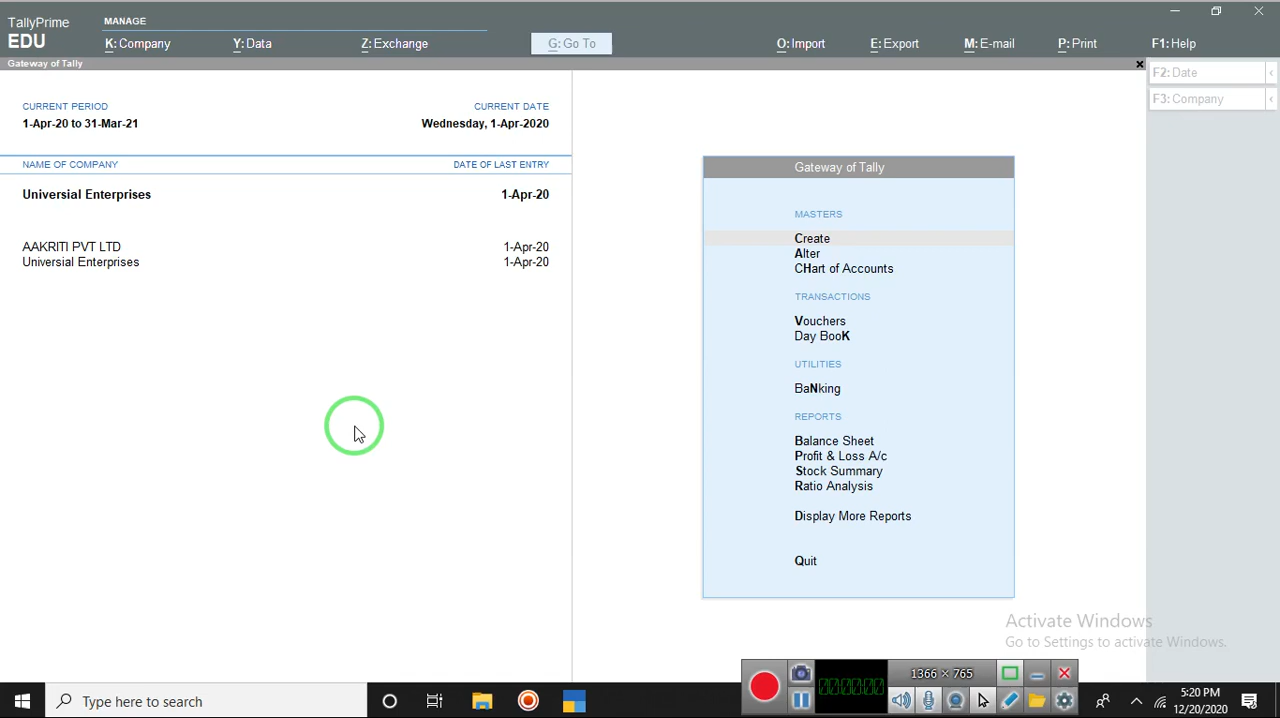 TallyPrime
EDU
MANAGE
K: Company
Y: Data
Z: Exchange
G: Go To
O: Import
E: Export
M: E-mail
P: Print
F1: Help
Gateway of Tally
F2: Date
F3: Company
CURRENT PERIOD
CURRENT DATE
1-Apr-20 to 31-Mar-21
Wednesday, 1-Apr-2020
NAME OF COMPANY
DATE OF LAST ENTRY
Universial Enterprises
1-Apr-20
AAKRITI PVT LTD
1-Apr-20
Universial Enterprises
1-Apr-20
Gateway of Tally
MASTERS
Create
Alter
CHart of Accounts
TRANSACTIONS
Vouchers
Day BooK
UTILITIES
BaNking
REPORTS
Balance Sheet
Profit & Loss A/c
Stock Summary
Ratio Analysis
Display More Reports
Quit
Activate Windows
Go to Settings to activate Windows.
1366 × 765
000000
Type here to search
5:20 PM
12/20/2020